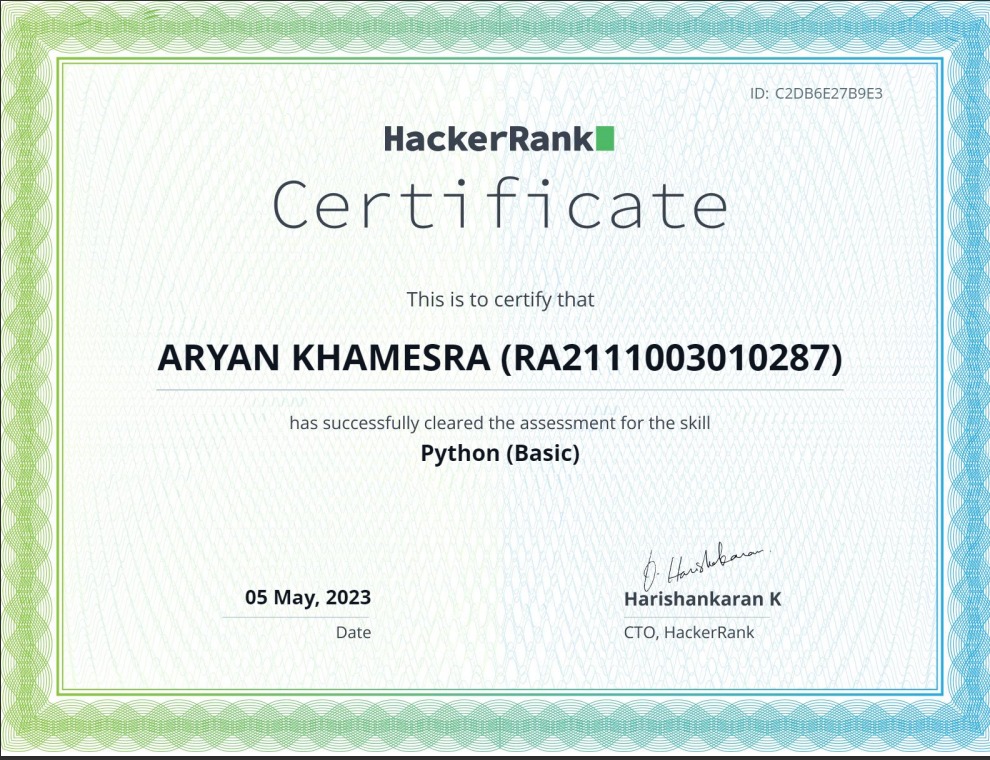 ID: C2DB6E27B9E3
HackerRank
Certificate
This is to certify that
ARYAN KHAMESRA (RA2111003010287)
has successfully cleared the assessment for the skill
Python (Basic)
D. Harishankaran.
05 May, 2023
Harishankaran K
Date
CTO, HackerRank